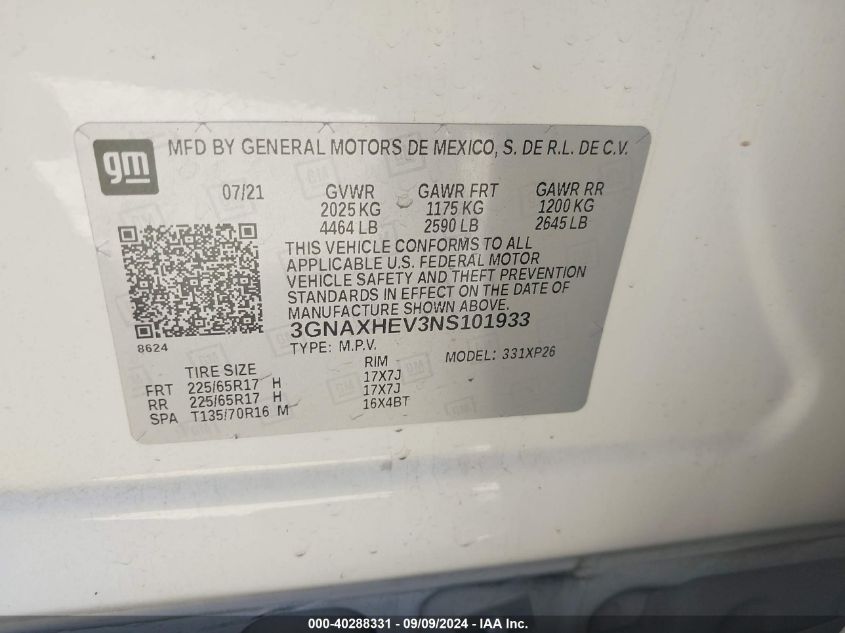 gm
MFD BY GENERAL MOTORS DE MEXICO, S. DE R.L. DE C.V.
07/21 GVWR GAWR FRT GAWR RR
2025 KG 1175 KG 1200 KG
4464 LB 2590 LB 2645 LB
THIS VEHICLE CONFORMS TO ALL
APPLICABLE U.S. FEDERAL MOTOR
VEHICLE SAFETY AND THEFT PREVENTION
STANDARDS IN EFFECT ON THE DATE OF
MANUFACTURE SHOWN ABOVE.
3GNAXHEV3NS101933
8624
TYPE: M.P.V. MODEL: 331XP26
TIRE SIZE RIM
FRT 225/65R17 H 17X7J
RR 225/65R17 H 17X7J
SPA T135/70R16 M 16X4BT
000-40288331 - 09/09/2024 - IAA Inc.